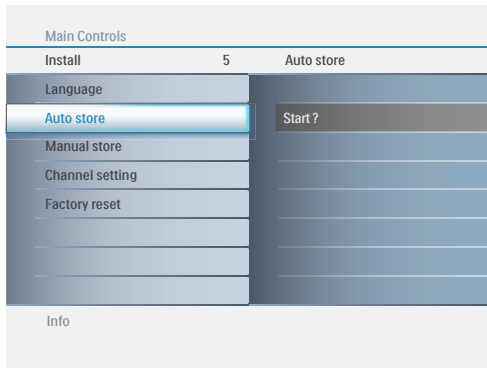 Main Controls
Install 5 Auto store
Language
Auto store Start ?
Manual store
Channel setting
Factory reset
Info